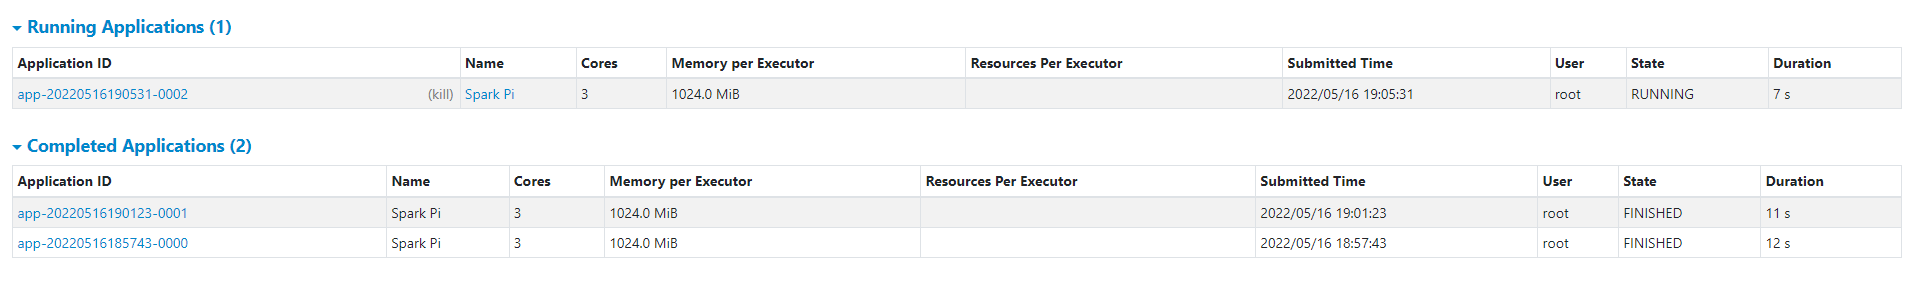 Running Applications (1)
Application ID Name Cores Memory per Executor Resources Per Executor Submitted Time User State Duration
app-20220516190531-0002 (kill) Spark Pi 3 1024.0 MiB 2022/05/16 19:05:31 root RUNNING 7 s
Completed Applications (2)
Application ID Name Cores Memory per Executor Resources Per Executor Submitted Time User State Duration
app-20220516190123-0001 Spark Pi 3 1024.0 MiB 2022/05/16 19:01:23 root FINISHED 11 s
app-20220516185743-0000 Spark Pi 3 1024.0 MiB 2022/05/16 18:57:43 root FINISHED 12 s